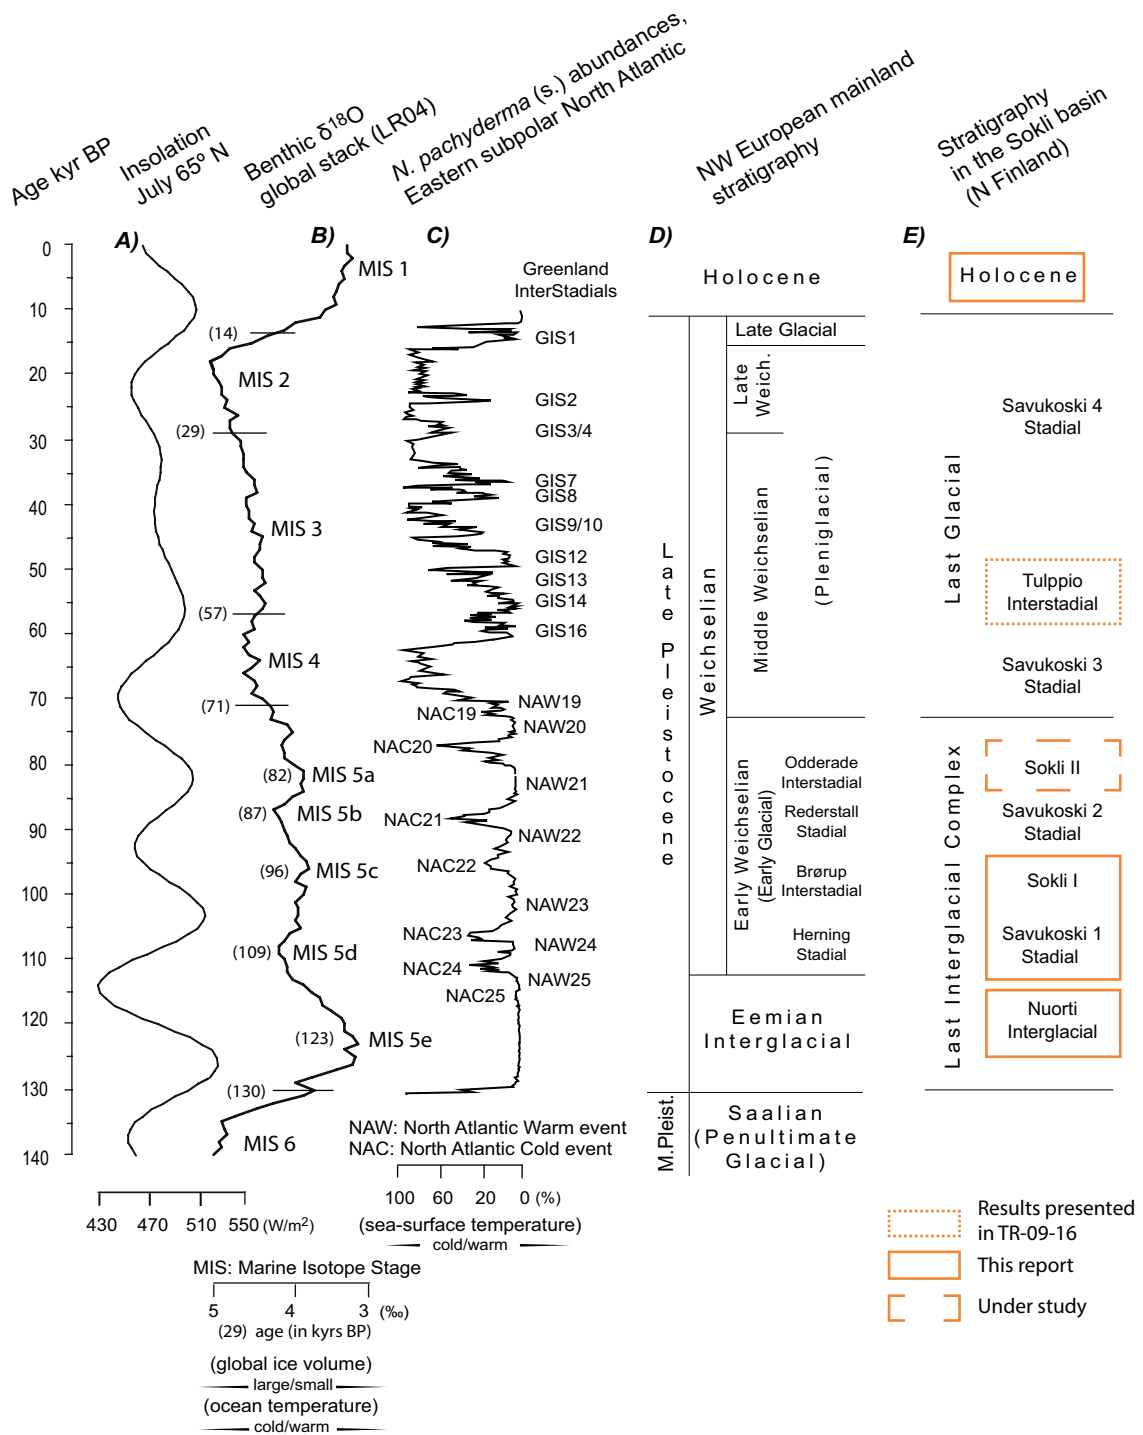 Age kyr BP
Insolation
July 65º N
Benthic δ18O
global stack (LR04)
N. pachyderma (s.) abundances,
Eastern subpolar North Atlantic
NW European mainland
stratigraphy
Stratigraphy
in the Sokli basin
(N Finland)
A)
B)
C)
D)
E)
0
10
20
30
40
50
60
70
80
90
100
110
120
130
140
MIS 1
(14)
MIS 2
(29)
MIS 3
(57)
MIS 4
(71)
(82)
MIS 5a
(87)
MIS 5b
(96)
MIS 5c
(109)
MIS 5d
(123)
MIS 5e
(130)
MIS 6
Greenland
InterStadials
GIS1
GIS2
GIS3/4
GIS7
GIS8
GIS9/10
GIS12
GIS13
GIS14
GIS16
NAW19
NAC19
NAW20
NAC20
NAW21
NAC21
NAW22
NAC22
NAW23
NAC23
NAW24
NAC24
NAW25
NAC25
NAW: North Atlantic Warm event
NAC: North Atlantic Cold event
100 60 20 0 (%)
(sea-surface temperature)
cold/warm
Holocene
Late Pleistocene
Weichselian
Late Glacial
Late
Weich.
Middle Weichselian
(Pleniglacial)
Early Weichselian
(Early Glacial)
Odderade
Interstadial
Rederstall
Stadial
Brørup
Interstadial
Herning
Stadial
Eemian
Interglacial
M.Pleist.
Saalian
(Penultimate
Glacial)
Holocene
Last Glacial
Savukoski 4
Stadial
Tulppio
Interstadial
Savukoski 3
Stadial
Last Interglacial Complex
Sokli II
Savukoski 2
Stadial
Sokli I
Savukoski 1
Stadial
Nuorti
Interglacial
430 470 510 550 (W/m2)
MIS: Marine Isotope Stage
5 4 3 (‰)
(29) age (in kyrs BP)
(global ice volume)
large/small
(ocean temperature)
cold/warm
Results presented
in TR-09-16
This report
Under study